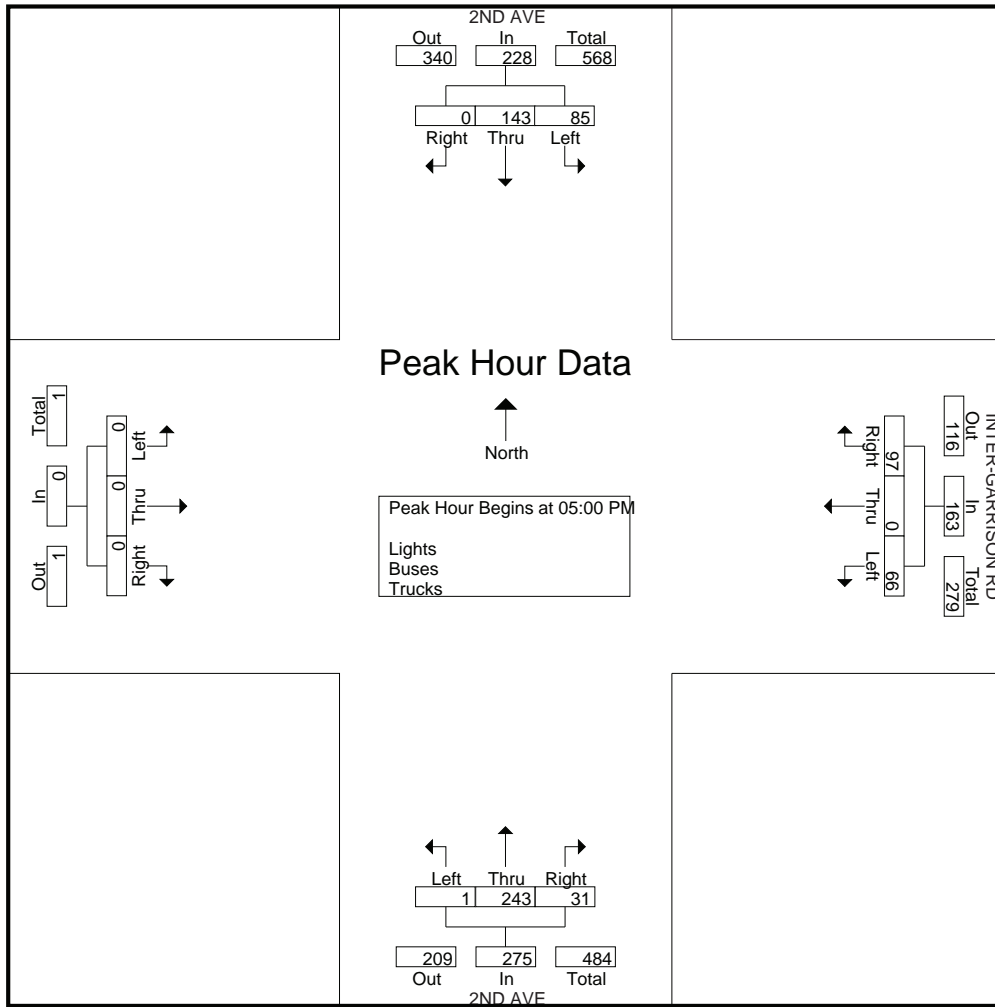 2ND AVE
Out In Total
340 228 568
0 143 85
Right Thru Left
Peak Hour Data
North
Peak Hour Begins at 05:00 PM
Lights
Buses
Trucks
Total In Out
1 0 1
0 0 0
Left Thru Right
INTER-GARRISON RD
Out In Total
116 163 279
97 0 66
Right Thru Left
Left Thru Right
1 243 31
209 275 484
Out In Total
2ND AVE